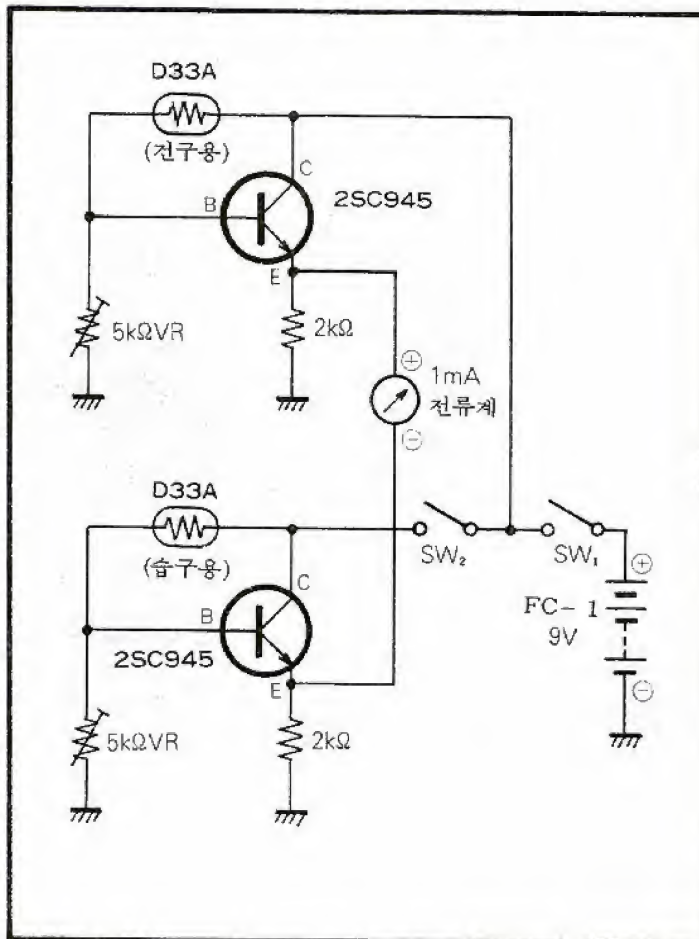 D33A
(건구용)
C
B
2SC945
E
5kΩVR
2kΩ
⊕
1mA
전류계
⊖
D33A
(습구용)
C
SW₂
SW₁
⊕
B
FC-1
9V
2SC945
E
⊖
5kΩVR
2kΩ